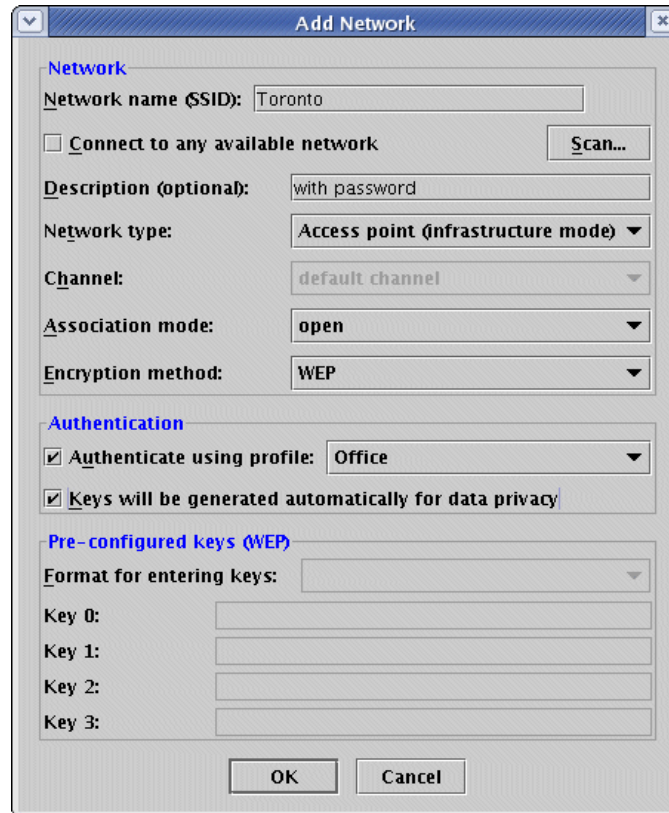 Add Network
Network
Network name (SSID): Toronto
Connect to any available network Scan...
Description (optional): with password
Network type: Access point (infrastructure mode)
Channel: default channel
Association mode: open
Encryption method: WEP
Authentication
Authenticate using profile: Office
Keys will be generated automatically for data privacy
Pre-configured keys (WEP)
Format for entering keys:
Key 0:
Key 1:
Key 2:
Key 3:
OK Cancel